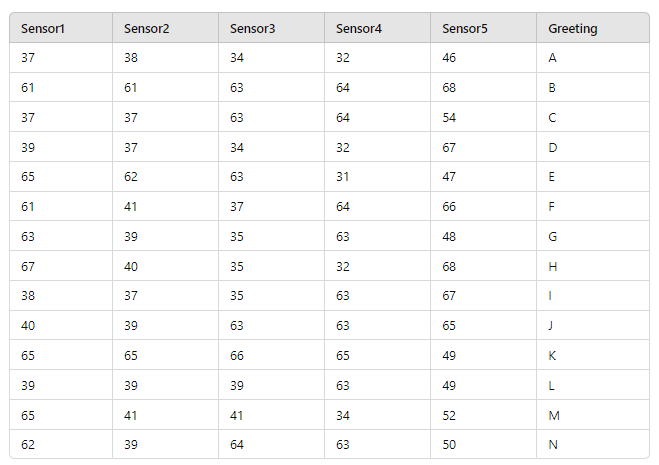 Sensor1 Sensor2 Sensor3 Sensor4 Sensor5 Greeting
37 38 34 32 46 A
61 61 63 64 68 B
37 37 63 64 54 C
39 37 34 32 67 D
65 62 63 31 47 E
61 41 37 64 66 F
63 39 35 63 48 G
67 40 35 32 68 H
38 37 35 63 67 I
40 39 63 63 65 J
65 65 66 65 49 K
39 39 39 63 49 L
65 41 41 34 52 M
62 39 64 63 50 N